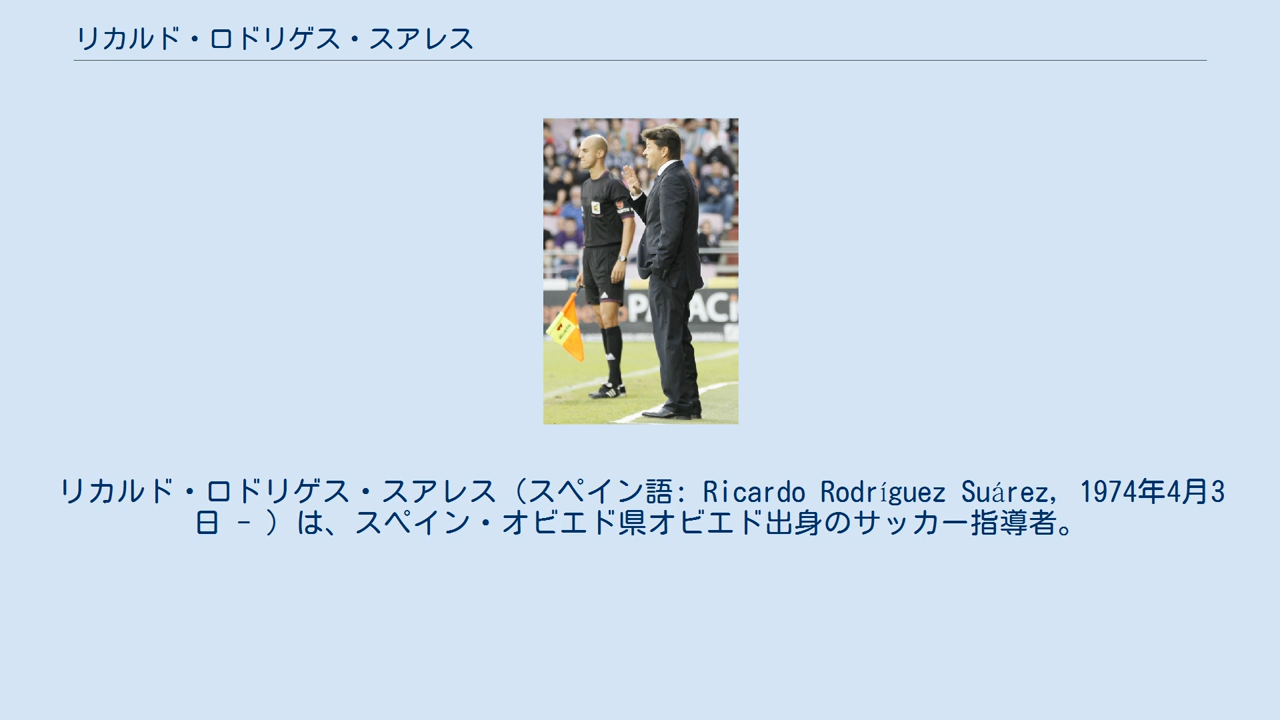 リカルド・ロドリゲス・スアレス
リカルド・ロドリゲス・スアレス（スペイン語: Ricardo Rodríguez Suárez, 1974年4月3
日 - ）は、スペイン・オビエド県オビエド出身のサッカー指導者。